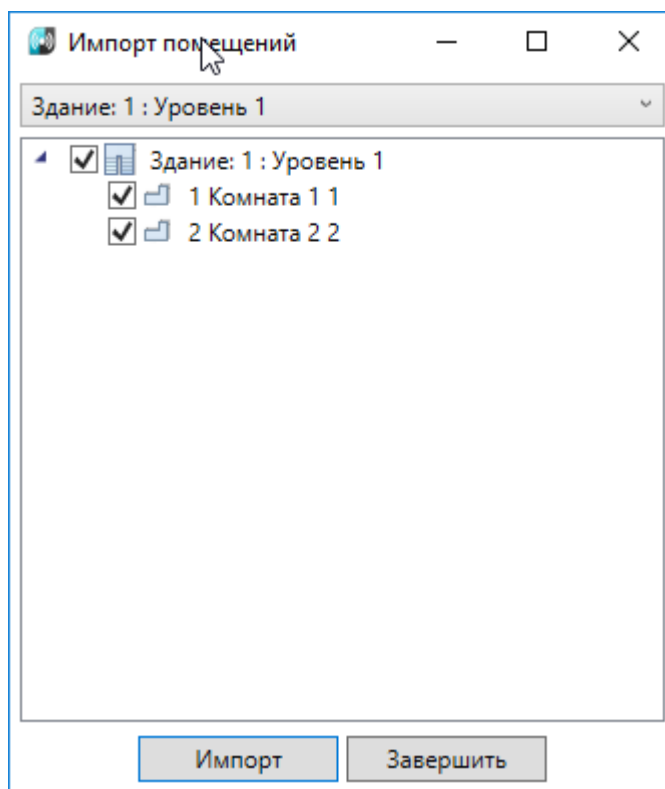 Импорт помещений
Здание: 1 : Уровень 1
Здание: 1 : Уровень 1
1 Комната 1 1
2 Комната 2 2
Импорт Завершить